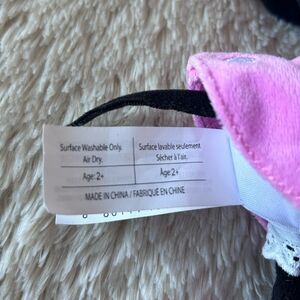 Surface Washable Only.
Air Dry.
Surface lavable seulement
Sécher à l'air.
Age: 2+
Âge: 2+
MADE IN CHINA / FABRIQUÉ EN CHINE